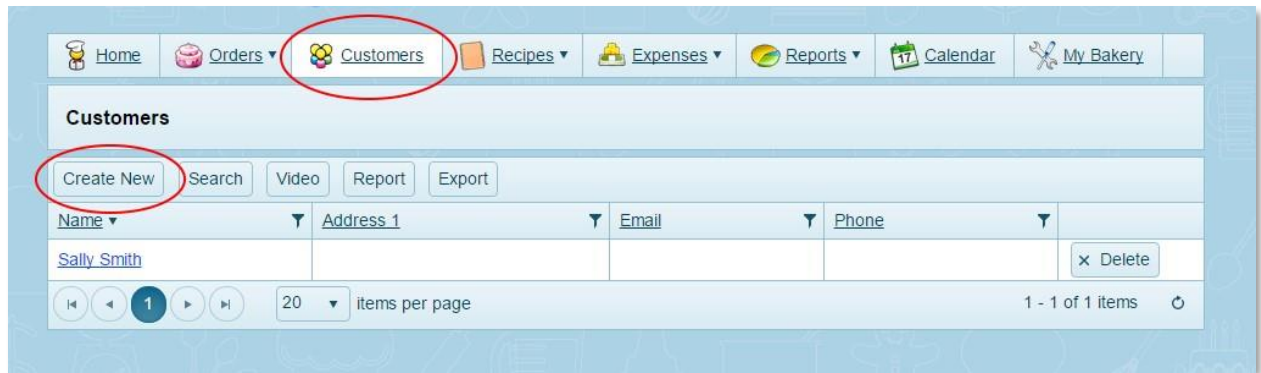 Home Orders ▾ Customers Recipes ▾ Expenses ▾ Reports ▾ 17 Calendar My Bakery
Customers
Create New Search Video Report Export
Name ▾ Address 1 Email Phone
Sally Smith × Delete
1 20 ▾ items per page 1 - 1 of 1 items